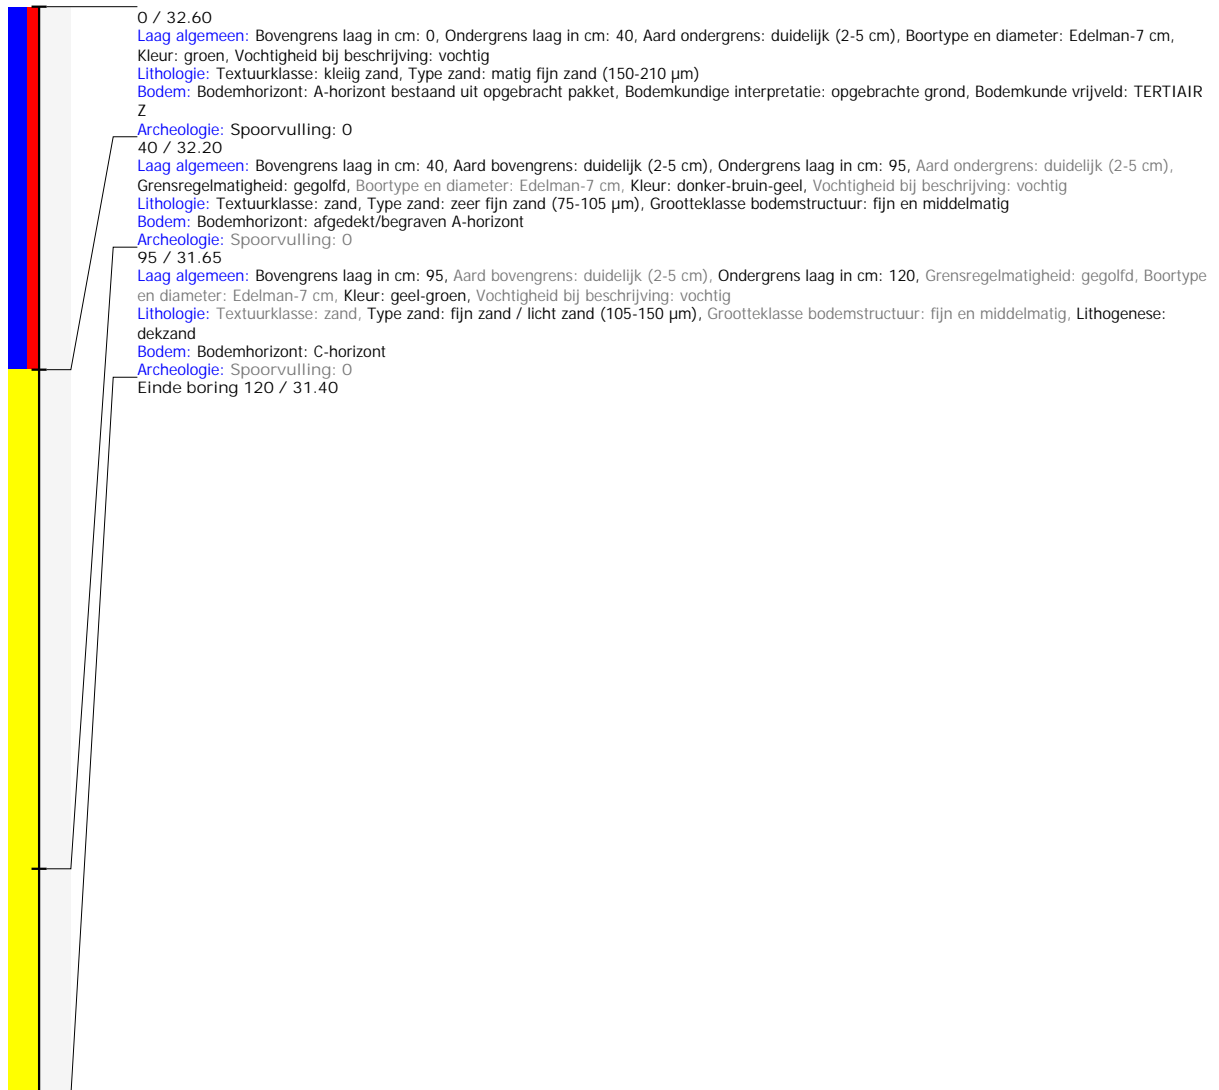 0 / 32.60
Laag algemeen: Bovengrens laag in cm: 0, Ondergrens laag in cm: 40, Aard ondergrens: duidelijk (2-5 cm), Boortype en diameter: Edelman-7 cm,
Kleur: groen, Vochtigheid bij beschrijving: vochtig
Lithologie: Textuurklasse: kleiig zand, Type zand: matig fijn zand (150-210 µm)
Bodem: Bodemhorizont: A-horizont bestaand uit opgebracht pakket, Bodemkundige interpretatie: opgebrachte grond, Bodemkunde vrijveld: TERTIAIR
Z
Archeologie: Spoorvulling: 0
40 / 32.20
Laag algemeen: Bovengrens laag in cm: 40, Aard bovengrens: duidelijk (2-5 cm), Ondergrens laag in cm: 95, Aard ondergrens: duidelijk (2-5 cm),
Grensregelmatigheid: gegolfd, Boortype en diameter: Edelman-7 cm, Kleur: donker-bruin-geel, Vochtigheid bij beschrijving: vochtig
Lithologie: Textuurklasse: zand, Type zand: zeer fijn zand (75-105 µm), Grootteklasse bodemstructuur: fijn en middelmatig
Bodem: Bodemhorizont: afgedekt/begraven A-horizont
Archeologie: Spoorvulling: 0
95 / 31.65
Laag algemeen: Bovengrens laag in cm: 95, Aard bovengrens: duidelijk (2-5 cm), Ondergrens laag in cm: 120, Grensregelmatigheid: gegolfd, Boortype
en diameter: Edelman-7 cm, Kleur: geel-groen, Vochtigheid bij beschrijving: vochtig
Lithologie: Textuurklasse: zand, Type zand: fijn zand / licht zand (105-150 µm), Grootteklasse bodemstructuur: fijn en middelmatig, Lithogenese:
dekzand
Bodem: Bodemhorizont: C-horizont
Archeologie: Spoorvulling: 0
Einde boring 120 / 31.40